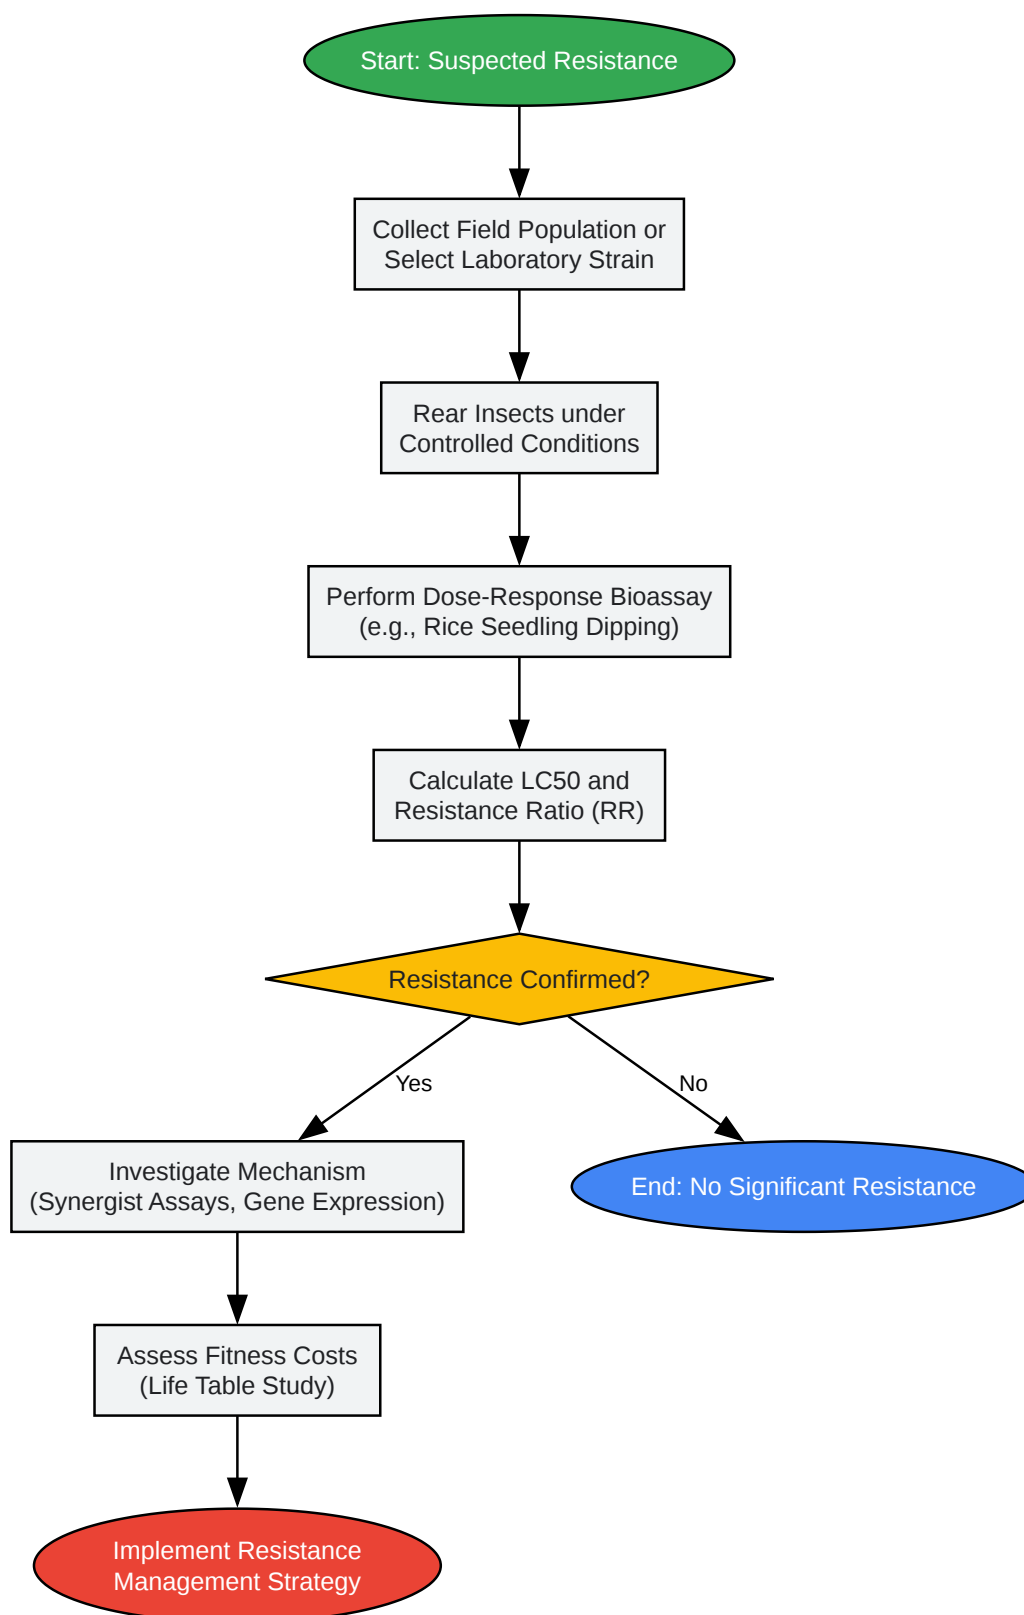 Start: Suspected Resistance
Collect Field Population or
Select Laboratory Strain
Rear Insects under
Controlled Conditions
Perform Dose-Response Bioassay
(e.g., Rice Seedling Dipping)
Calculate LC50 and
Resistance Ratio (RR)
Resistance Confirmed?
Yes
No
Investigate Mechanism
(Synergist Assays, Gene Expression)
End: No Significant Resistance
Assess Fitness Costs
(Life Table Study)
Implement Resistance
Management Strategy